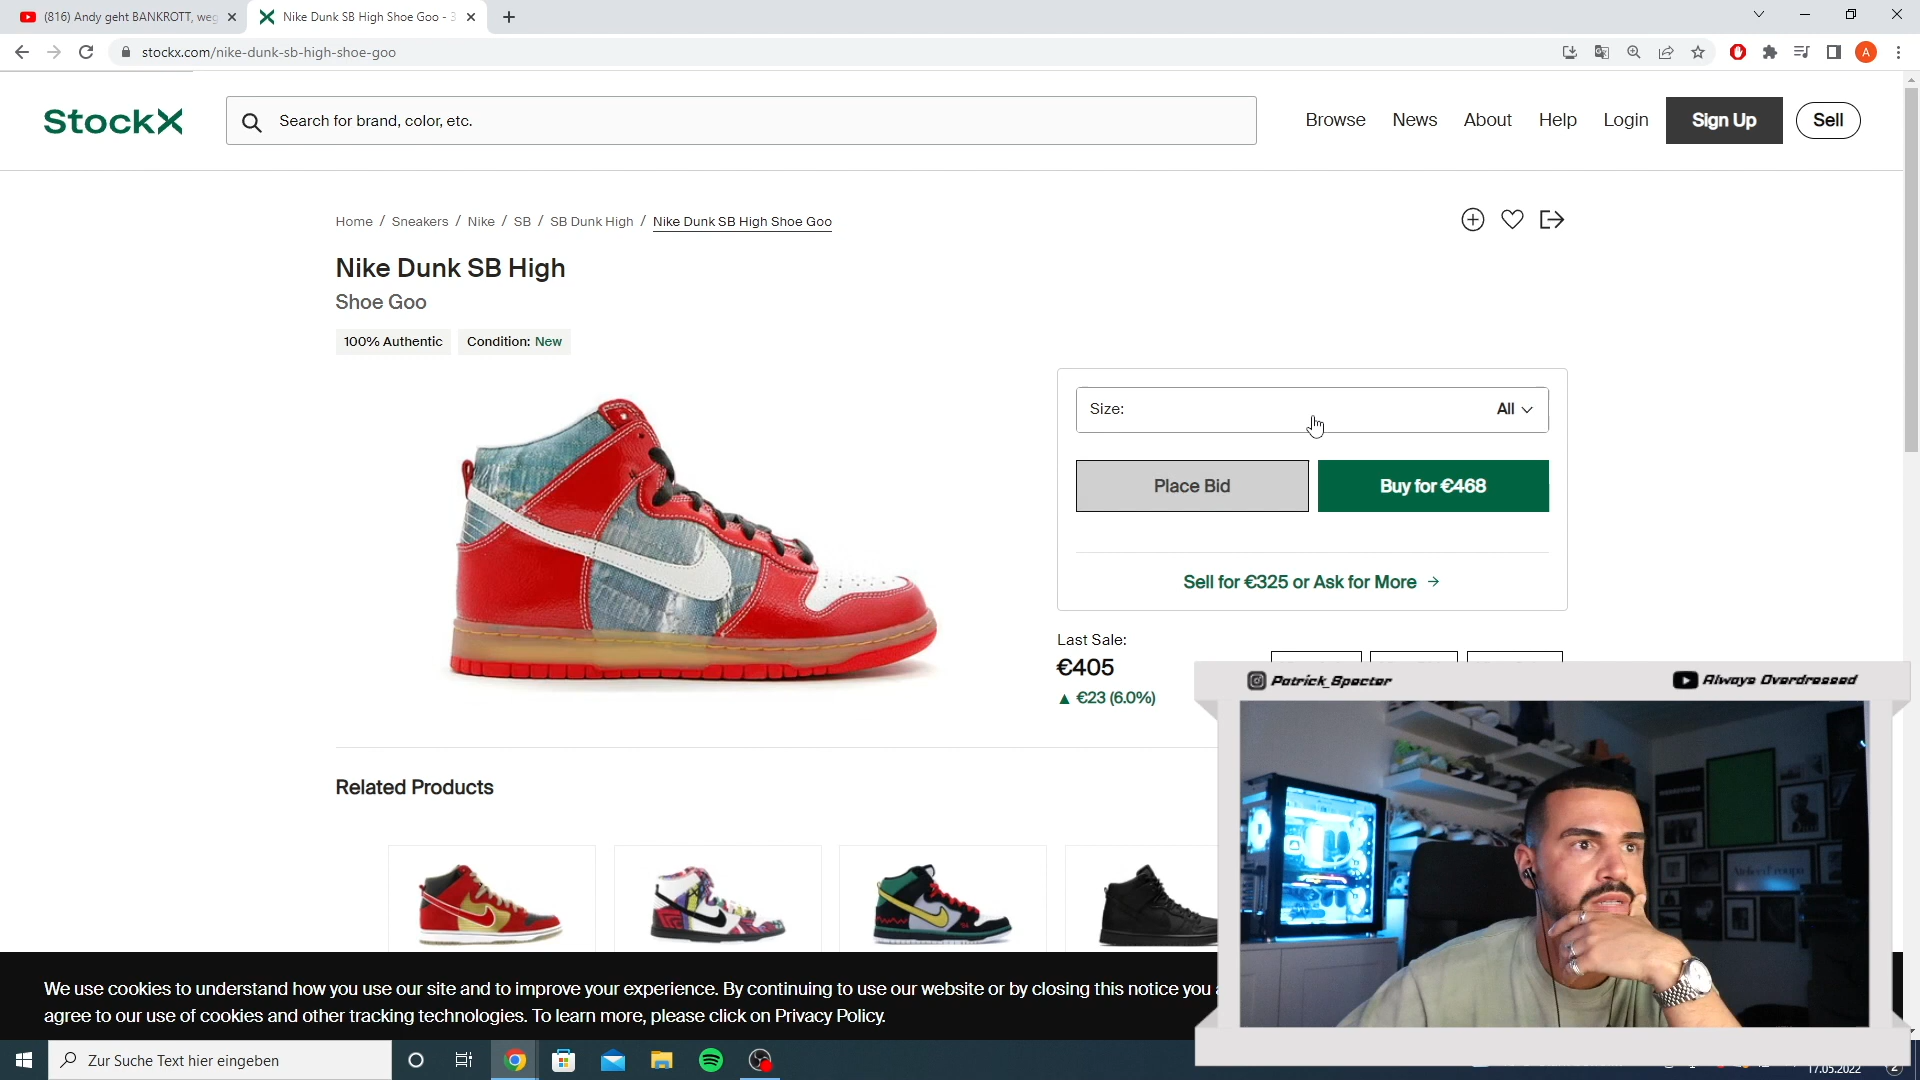 (816) Andy geht BANKROTT, weg
Nike Dunk SB High Shoe Goo - 3
stockx.com/nike-dunk-sb-high-shoe-goo
A
StockX
Search for brand, color, etc.
Browse
News
About
Help
Login
Sign Up
Sell
Home / Sneakers / Nike / SB / SB Dunk High / Nike Dunk SB High Shoe Goo
Nike Dunk SB High
Shoe Goo
100% Authentic
Condition: New
Size:
All
Place Bid
Buy for €468
Sell for €325 or Ask for More →
Last Sale:
€405
▲ €23 (6.0%)
Patrick_Specter
Always Overdressed
Related Products
We use cookies to understand how you use our site and to improve your experience. By continuing to use our website or by closing this notice you
agree to our use of cookies and other tracking technologies. To learn more, please click on Privacy Policy.
Zur Suche Text hier eingeben
17.05.2022
2